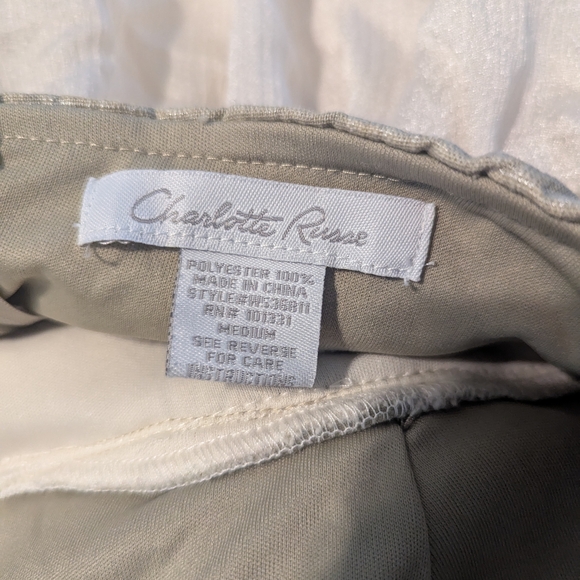 Charlotte Russe
POLYESTER 100%
MADE IN CHINA
STYLE#W536811
RN# 101331
MEDIUM
SEE REVERSE
FOR CARE
INSTRUCTIONS